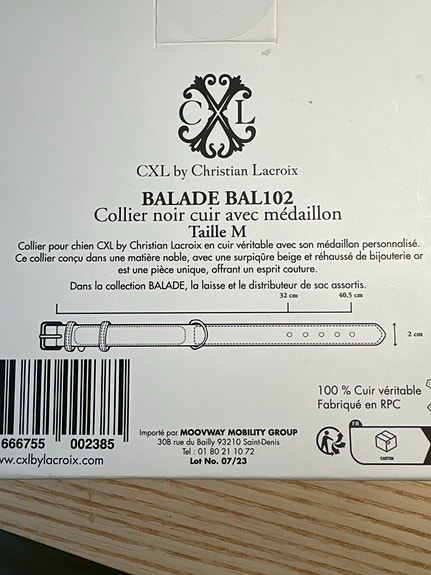 CXL
CXL by Christian Lacroix
BALADE BAL102
Collier noir cuir avec médaillon
Taille M
Collier pour chien CXL by Christian Lacroix en cuir véritable avec son médaillon personnalisé.
Ce collier conçu dans une matière noble, avec une surpiqûre beige et réhaussé de bijouterie or
est une pièce unique, offrant un esprit couture.
Dans la collection BALADE, la laisse et le distributeur de sac assortis.
32 cm 40.5 cm
2 cm
100 % Cuir véritable
Fabriqué en RPC
666755 002385
w.cxlbylacroix.com
Importé par MOOVWAY MOBILITY GROUP
30B rue du Bailly 93210 Saint-Denis
Tel : 01 80 21 10 72
Lot No. 07/23
FR
CARTON